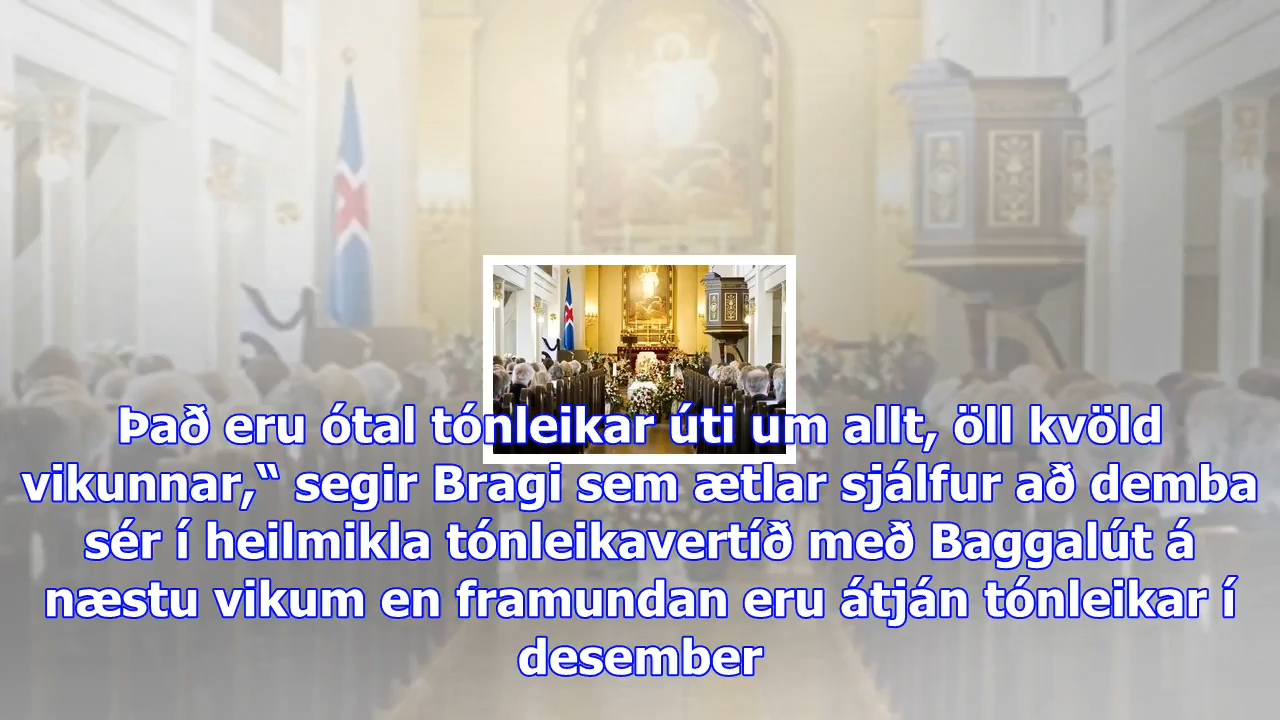 Það eru ótal tónleikar úti um allt, öll kvöld
vikunnar,“ segir Bragi sem ætlar sjálfur að demba
sér í heilmikla tónleikavertíð með Baggalút á
næstu vikum en framundan eru átján tónleikar í
desember